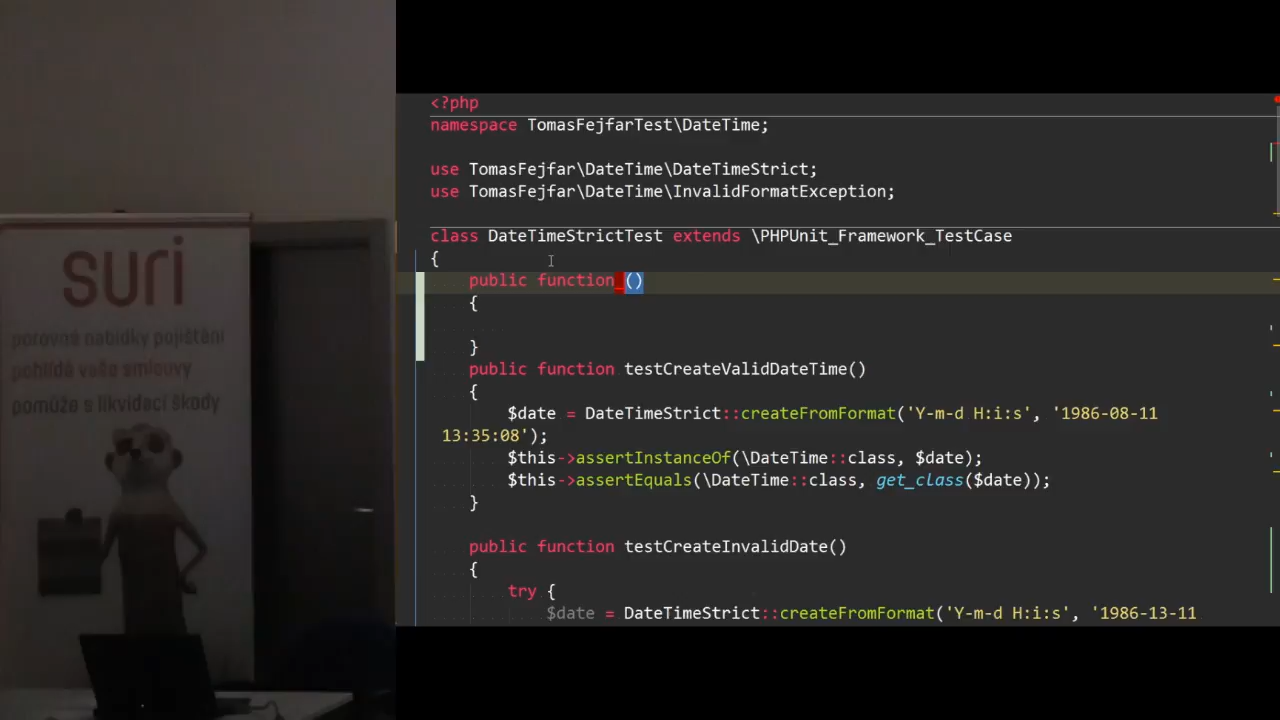 suri
porovná nabídky pojištění
pohlídá vaše smlouvy
pomůže s likvidací škody
<?php
namespace TomasFejfarTest\DateTime;
use TomasFejfar\DateTime\DateTimeStrict;
use TomasFejfar\DateTime\InvalidFormatException;
class DateTimeStrictTest extends \PHPUnit_Framework_TestCase
{
public function ()
{
}
public function testCreateValidDateTime()
{
$date = DateTimeStrict::createFromFormat('Y-m-d H:i:s', '1986-08-11
13:35:08');
$this->assertInstanceOf(\DateTime::class, $date);
$this->assertEquals(\DateTime::class, get_class($date));
}
public function testCreateInvalidDate()
{
try {
$date = DateTimeStrict::createFromFormat('Y-m-d H:i:s', '1986-13-11